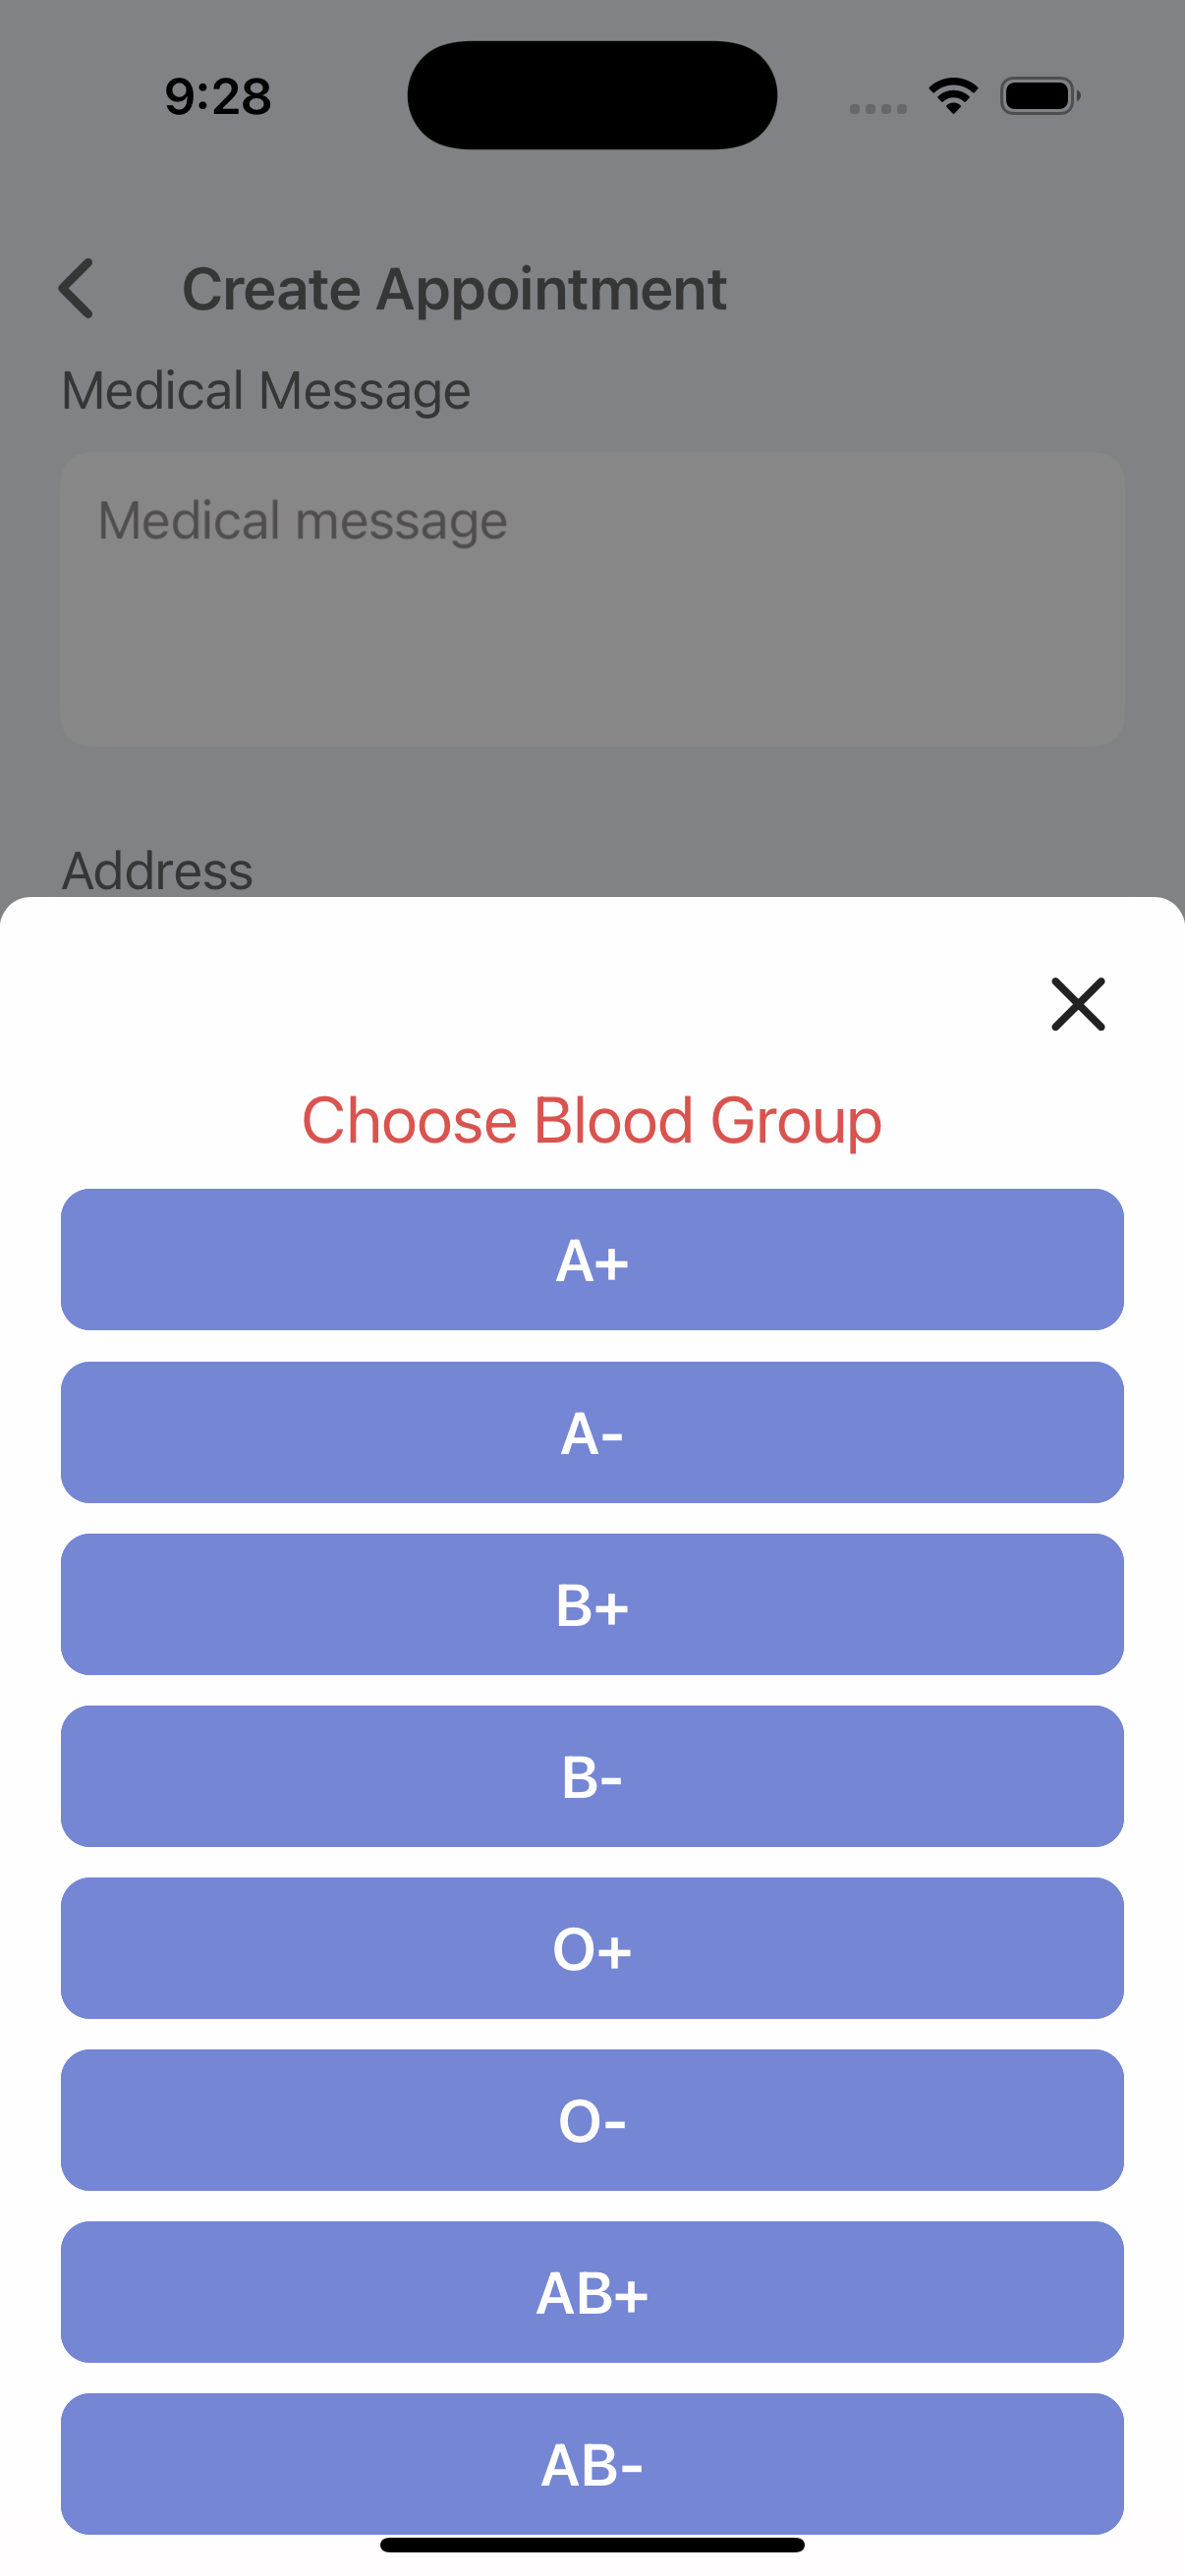 9:28
Create Appointment
Medical Message
Medical message
Address
Choose Blood Group
A+
A-
B+
B-
O+
O-
AB+
AB-